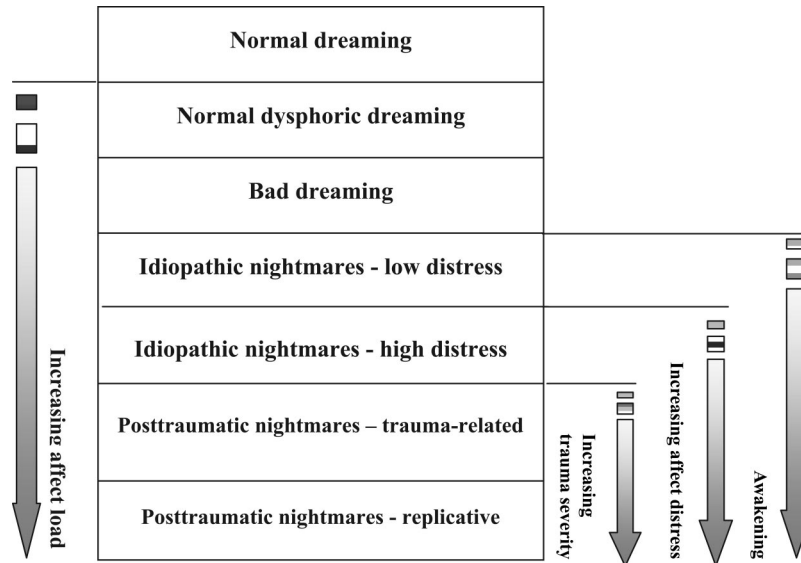 Normal dreaming
Normal dysphoric dreaming
Bad dreaming
Idiopathic nightmares - low distress
Idiopathic nightmares - high distress
Posttraumatic nightmares – trauma-related
Posttraumatic nightmares - replicative
Increasing affect load
Increasing
trauma severity
Increasing affect distress
Awakening